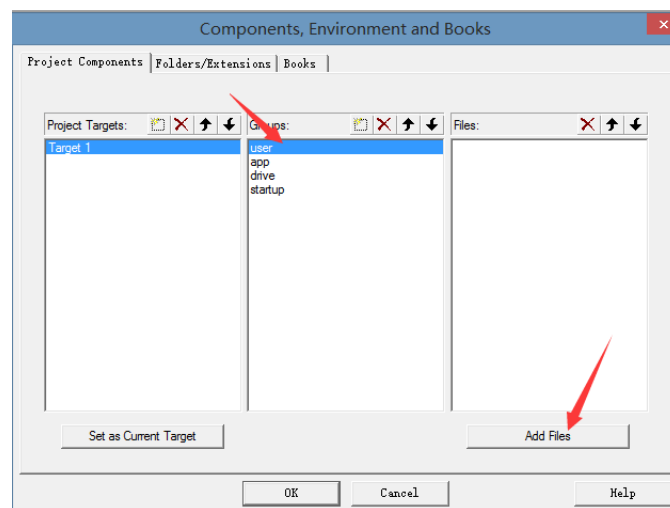 Components, Environment and Books
Project Components Folders/Extensions Books
Project Targets: Groups: Files:
Target 1 user
app
drive
startup
Set as Current Target Add Files
OK Cancel Help